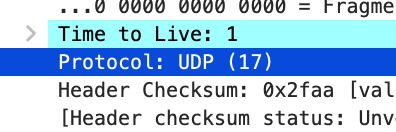 ...0 0000 0000 0000 = Fragme
Time to Live: 1
Protocol: UDP (17)
Header Checksum: 0x2faa [val
[Header checksum status: Unv